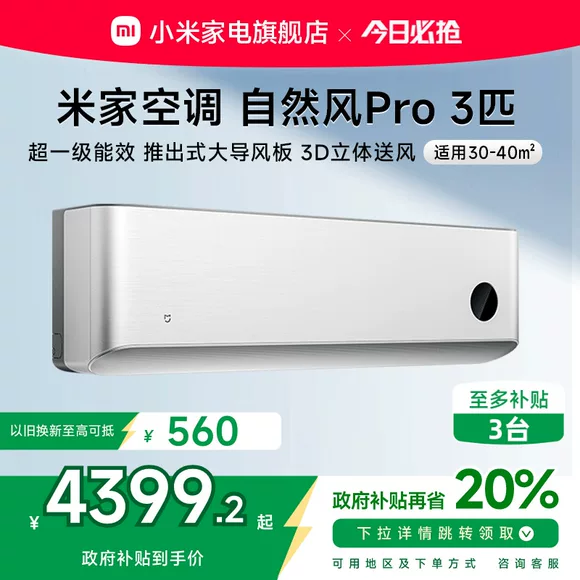 小米家电旗舰店 × 今日必抢
米家空调 自然风Pro 3匹
超一级能效 推出式大导风板 3D立体送风 适用30-40㎡
以旧换新至高可抵 ¥ 560
至多补贴
3台
¥ 4399.2 起
政府补贴到手价
政府补贴再省 20%
下拉详情跳转领取
可用地区及下单方式 咨询客服